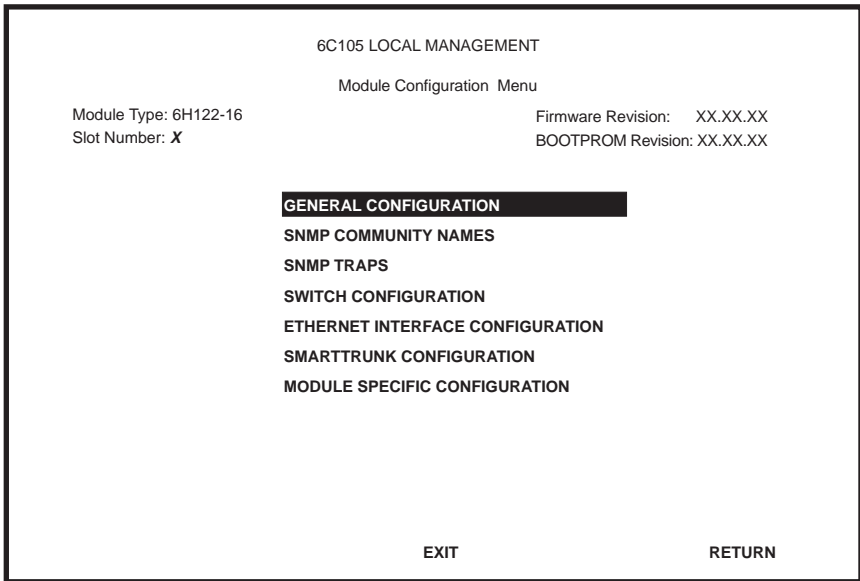 6C105 LOCAL MANAGEMENT
Module Configuration Menu
Module Type: 6H122-16 Firmware Revision: XX.XX.XX
Slot Number: X BOOTPROM Revision: XX.XX.XX
GENERAL CONFIGURATION
SNMP COMMUNITY NAMES
SNMP TRAPS
SWITCH CONFIGURATION
ETHERNET INTERFACE CONFIGURATION
SMARTTRUNK CONFIGURATION
MODULE SPECIFIC CONFIGURATION
EXIT RETURN